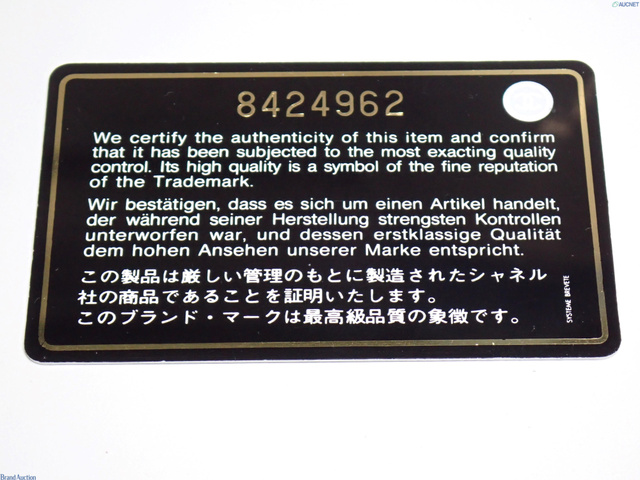 AUCNET
8424962
We certify the authenticity of this item and confirm
that it has been subjected to the most exacting quality
control. Its high quality is a symbol of the fine reputation
of the Trademark.
Wir bestätigen, dass es sich um einen Artikel handelt,
der während seiner Herstellung strengsten Kontrollen
unterworfen war, und dessen erstklassige Qualität
dem hohen Ansehen unserer Marke entspricht.
この製品は厳しい管理のもとに製造されたシャネル
社の商品であることを証明いたします。
このブランド・マークは最高級品質の象徴です。
SYSTEME BREVETE
BrandAuction